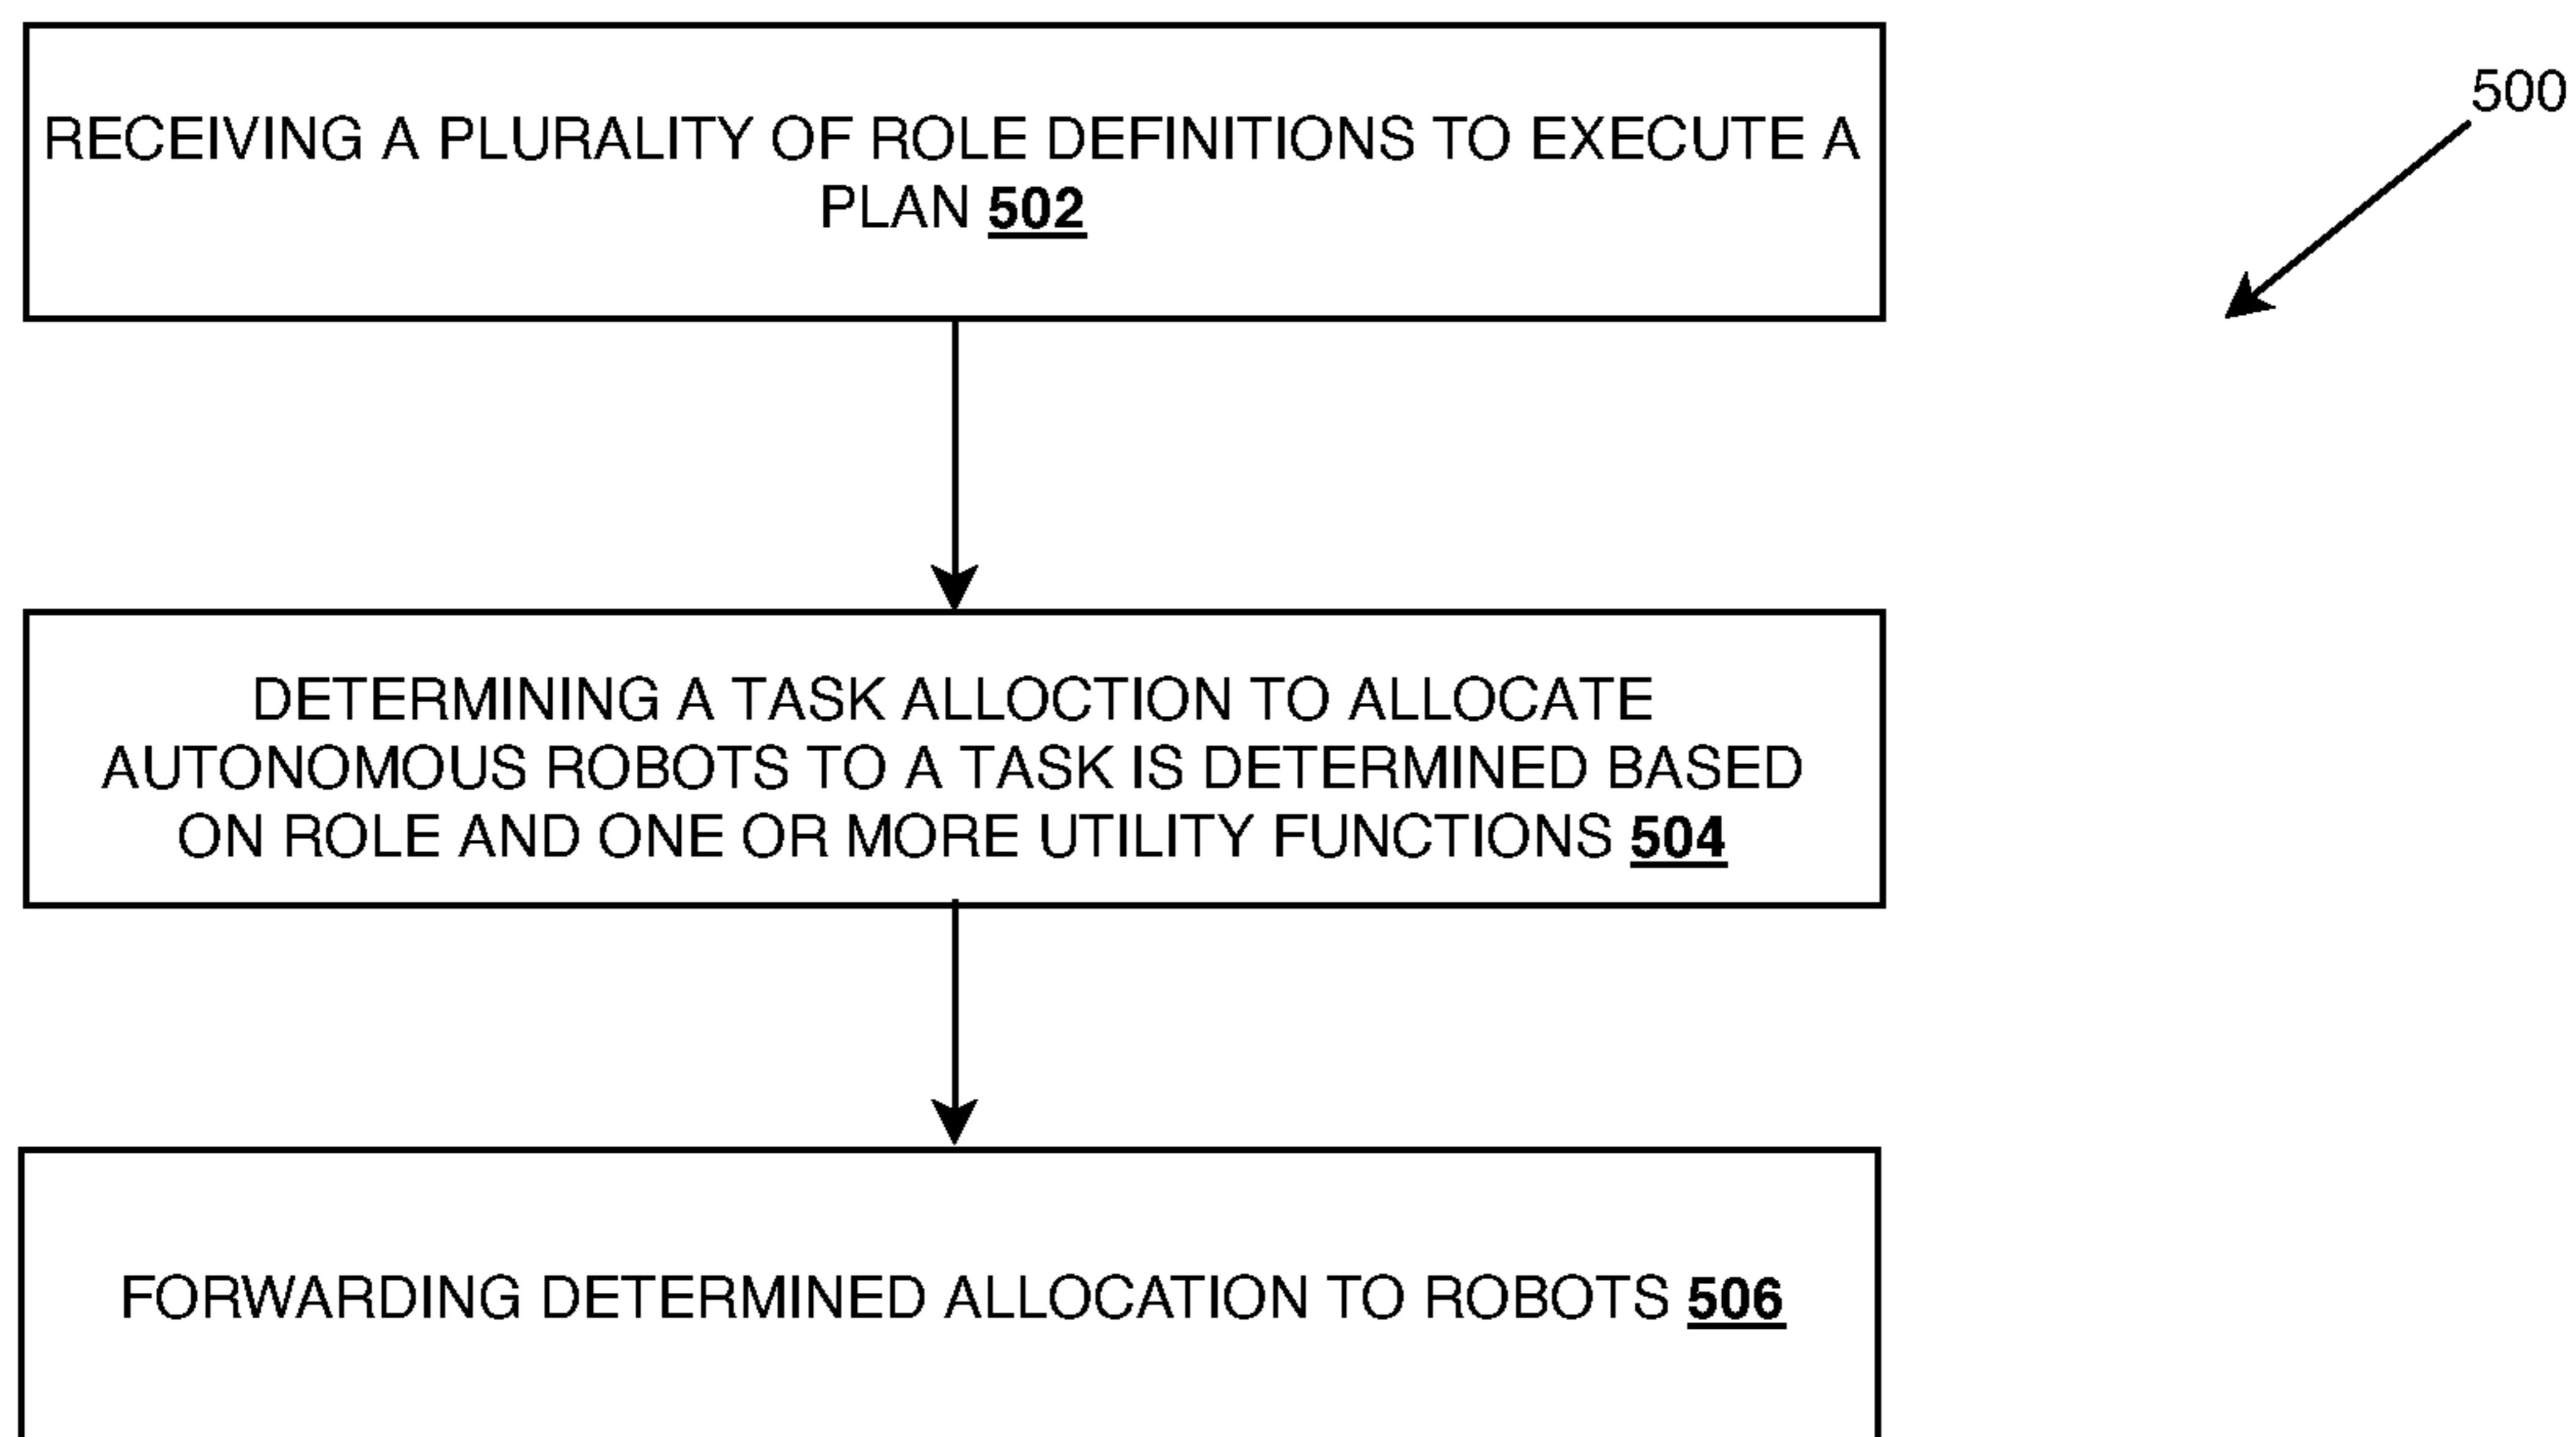 RECEIVING A PLURALITY OF ROLE DEFINITIONS TO EXECUTE A
PLAN 502
500
DETERMINING A TASK ALLOCTION TO ALLOCATE
AUTONOMOUS ROBOTS TO A TASK IS DETERMINED BASED
ON ROLE AND ONE OR MORE UTILITY FUNCTIONS 504
FORWARDING DETERMINED ALLOCATION TO ROBOTS 506